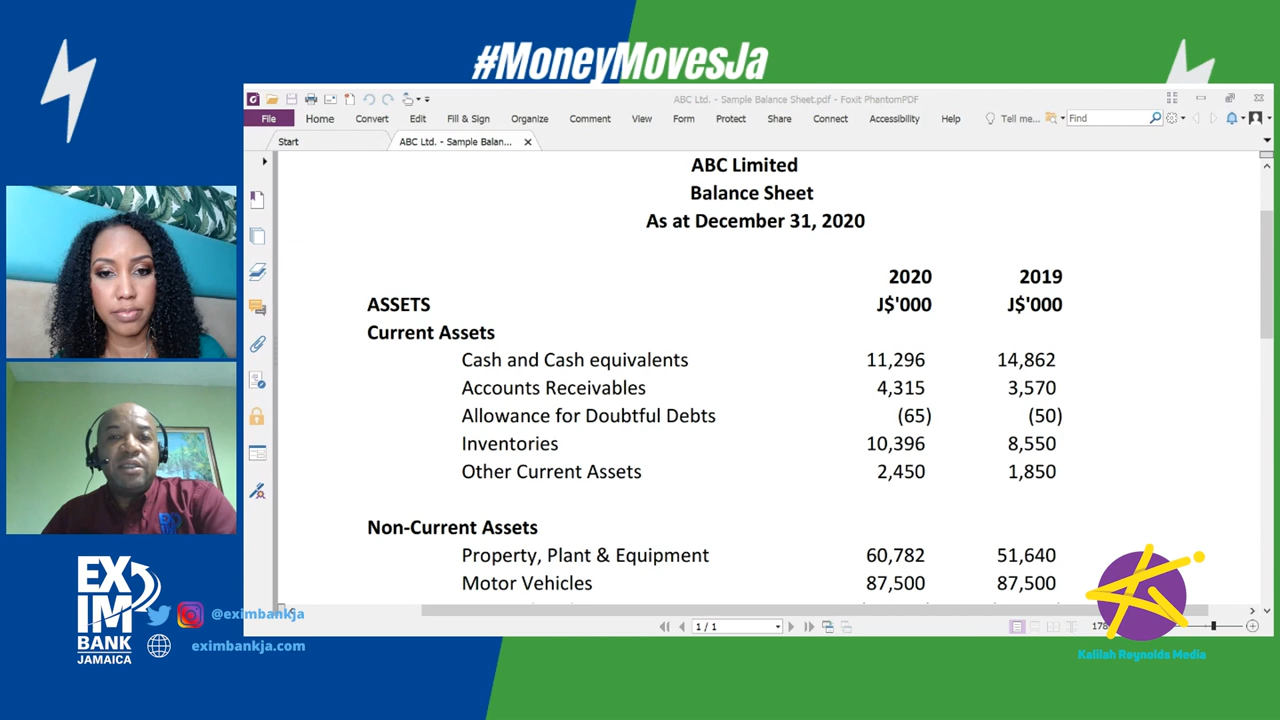 #MoneyMovesJa
ABC Ltd. - Sample Balance Sheet.pdf - Foxit PhantomPDF
File Home Convert Edit Fill & Sign Organize Comment View Form Protect Share Connect Accessibility Help Tell me... Find
Start ABC Ltd. - Sample Balan...
ABC Limited
Balance Sheet
As at December 31, 2020
2020 2019
ASSETS J$'000 J$'000
Current Assets
Cash and Cash equivalents 11,296 14,862
Accounts Receivables 4,315 3,570
Allowance for Doubtful Debts (65) (50)
Inventories 10,396 8,550
Other Current Assets 2,450 1,850
Non-Current Assets
Property, Plant & Equipment 60,782 51,640
Motor Vehicles 87,500 87,500
1 / 1
EXIM
EXIM
BANK
JAMAICA
@eximbankja
eximbankja.com
Kalilah Reynolds Media